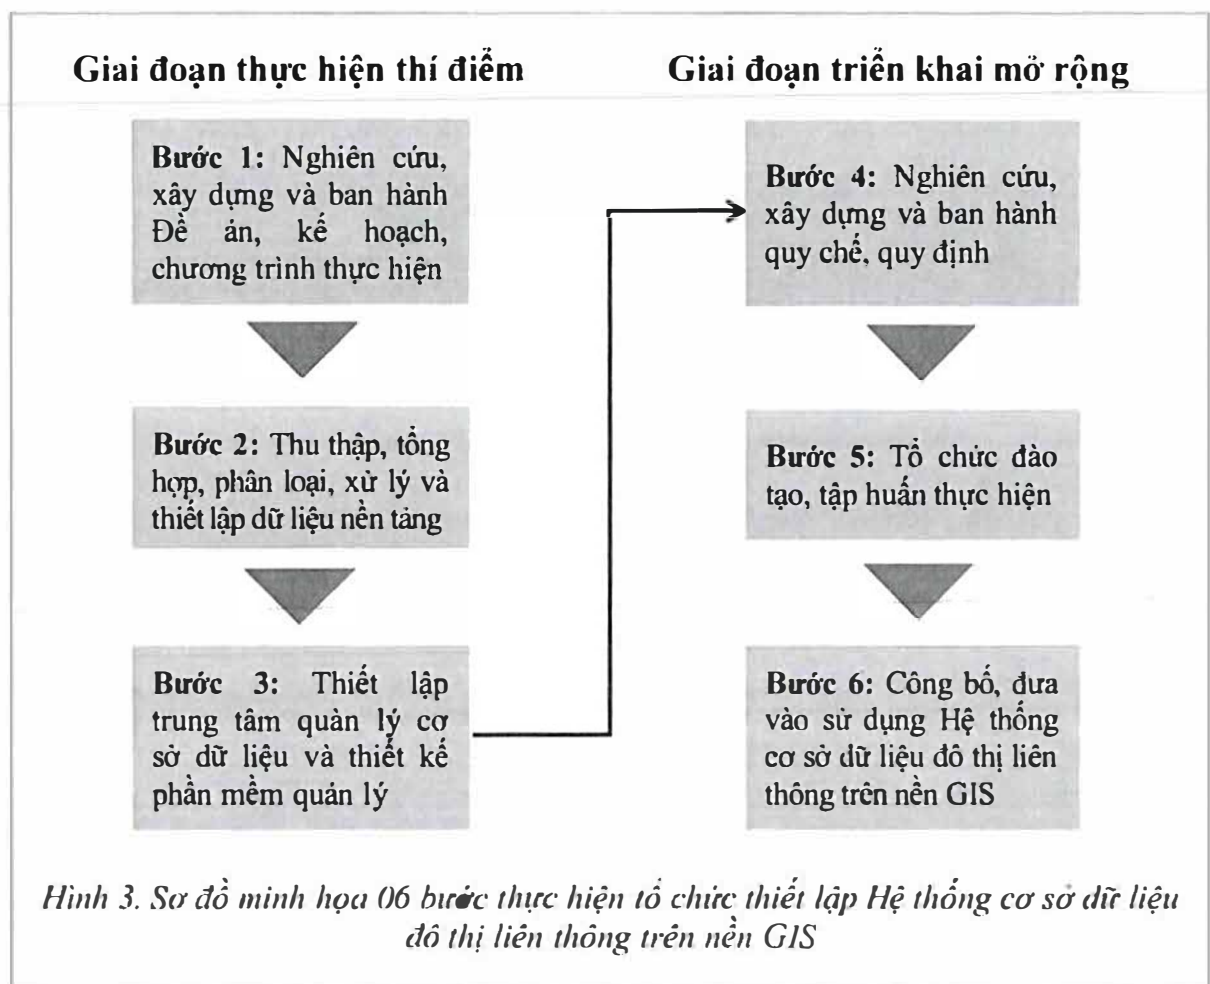 Giai đoạn thực hiện thí điểm
Bước 1: Nghiên cứu,
xây dựng và ban hành
Đề án, kế hoạch,
chương trình thực hiện
Bước 2: Thu thập, tổng
hợp, phân loại, xử lý và
thiết lập dữ liệu nền tảng
Bước 3: Thiết lập
trung tâm quản lý cơ
sở dữ liệu và thiết kế
phần mềm quản lý
Giai đoạn triển khai mở rộng
Bước 4: Nghiên cứu,
xây dựng và ban hành
quy chế, quy định
Bước 5: Tổ chức đào
tạo, tập huấn thực hiện
Bước 6: Công bố, đưa
vào sử dụng Hệ thống
cơ sở dữ liệu đô thị liên
thông trên nền GIS
Hình 3. Sơ đồ minh họa 06 bước thực hiện tổ chức thiết lập Hệ thống cơ sở dữ liệu
đô thị liên thông trên nền GIS